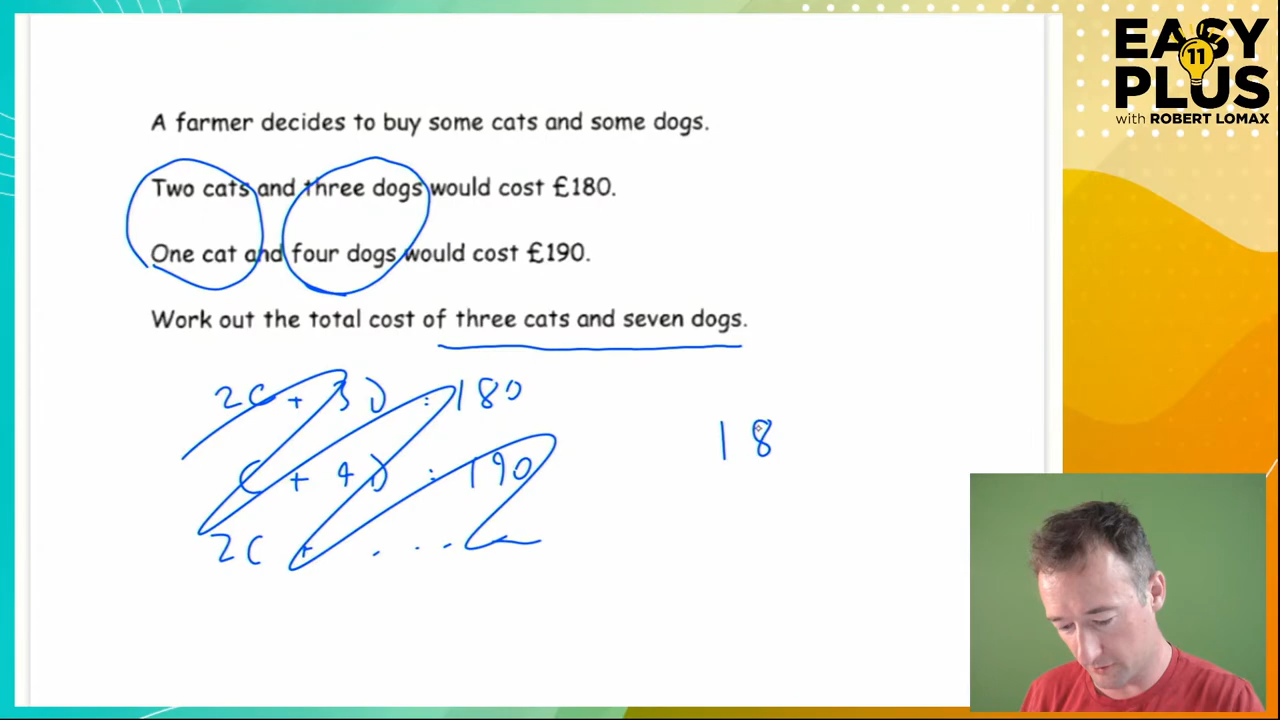 EASY
11
PLUS
with ROBERT LOMAX
A farmer decides to buy some cats and some dogs.
Two cats and three dogs would cost £180.
One cat and four dogs would cost £190.
Work out the total cost of three cats and seven dogs.
2C + 3D = 180
C + 4D = 190
2C + ...
18